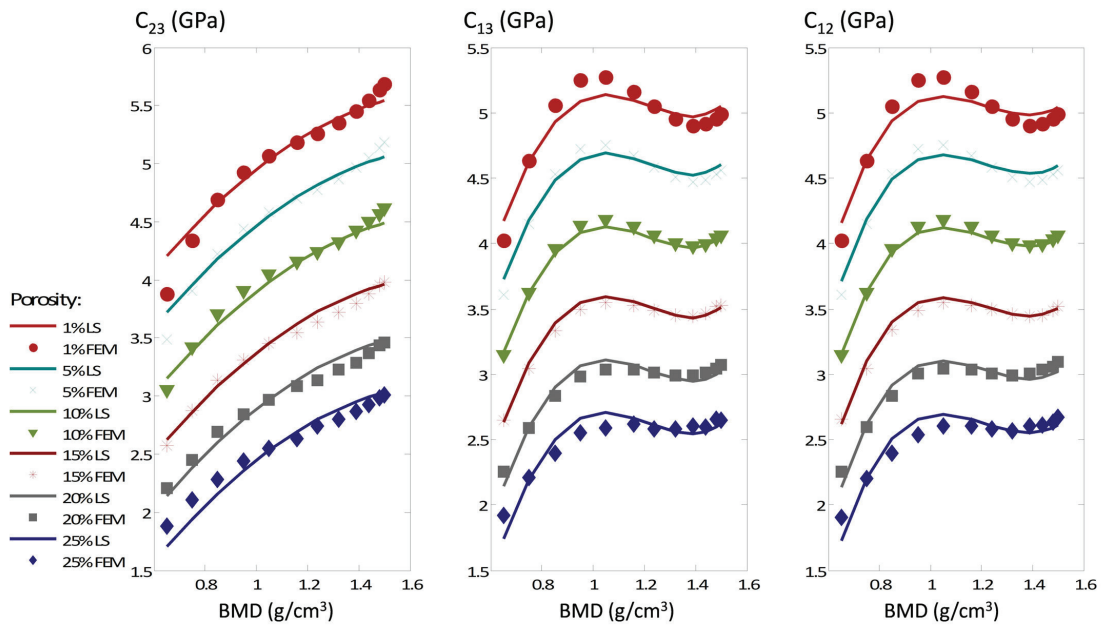 C23 (GPa)
C13 (GPa)
C12 (GPa)
6
5.5
5
4.5
4
3.5
3
2.5
2
1.5
0.8
1
1.2
1.4
1.6
BMD (g/cm³)
5.5
5
4.5
4
3.5
3
2.5
2
1.5
0.8
1
1.2
1.4
1.6
BMD (g/cm³)
5.5
5
4.5
4
3.5
3
2.5
2
1.5
0.8
1
1.2
1.4
1.6
BMD (g/cm³)
Porosity:
1%LS
1%FEM
5%LS
5%FEM
10%LS
10%FEM
15%LS
15%FEM
20%LS
20%FEM
25%LS
25%FEM